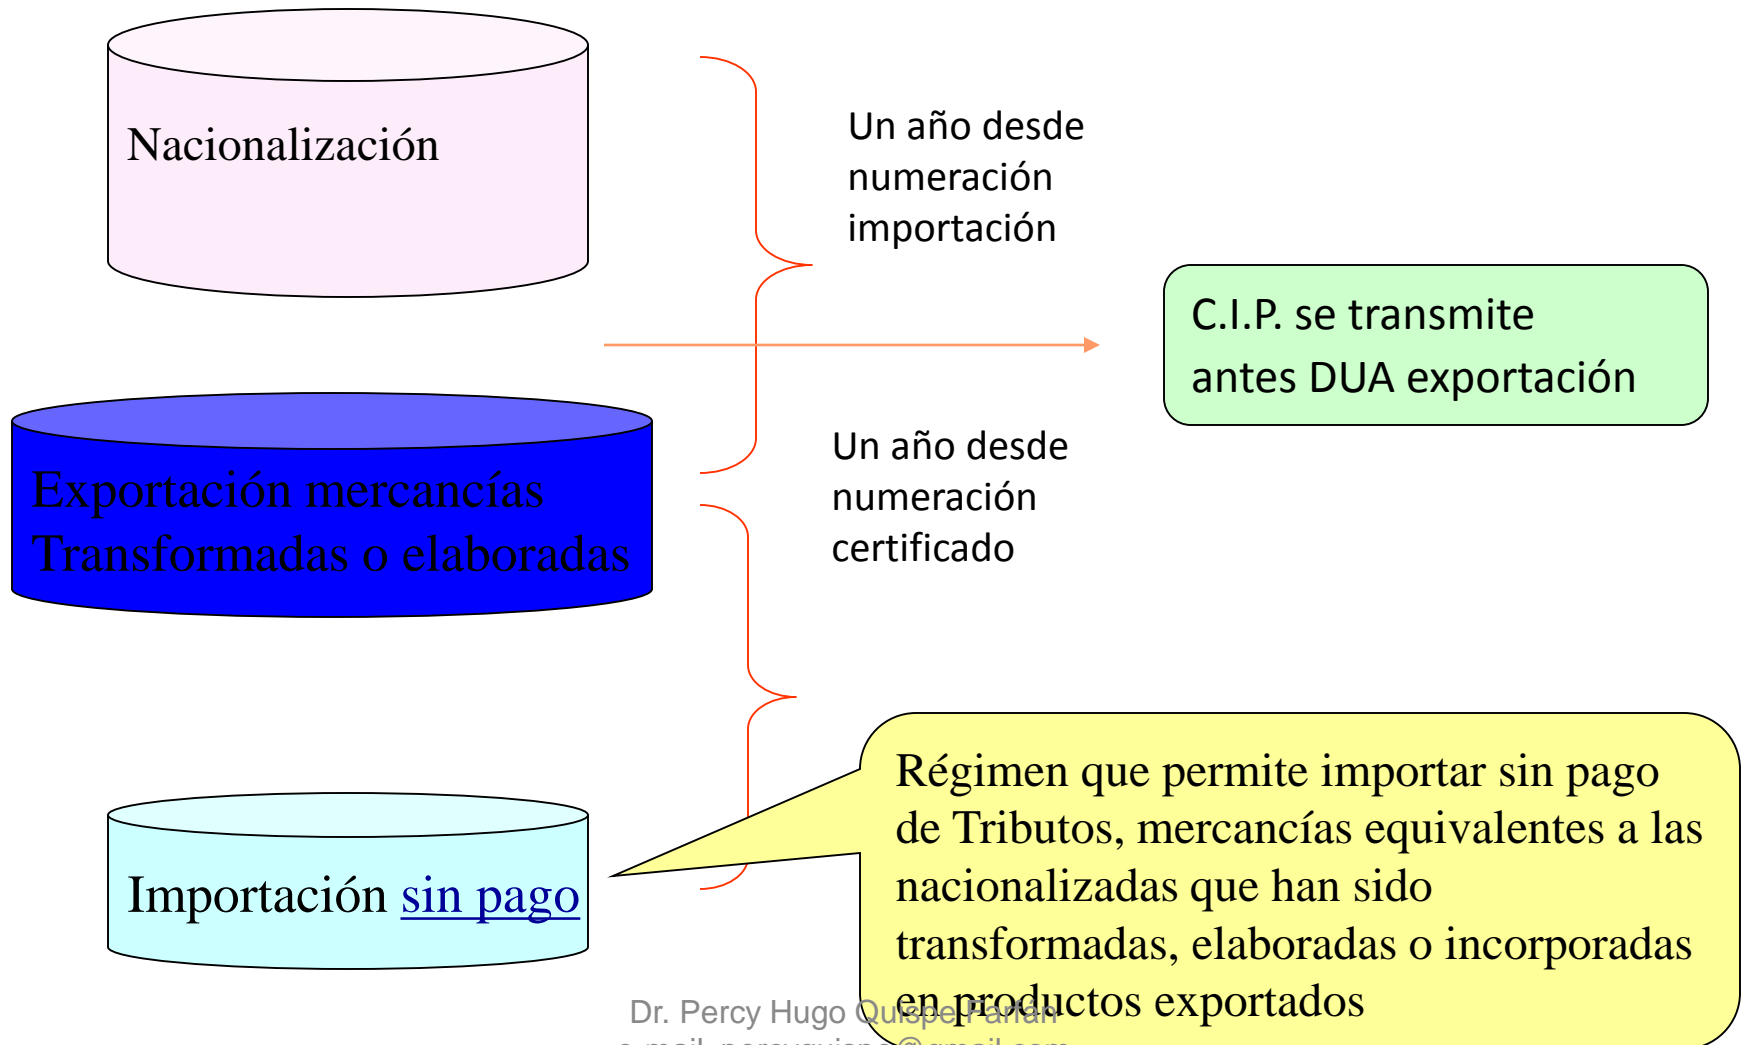 Nacionalización
Un año desde
numeración
importación
C.I.P. se transmite
antes DUA exportación
Exportación mercancías
Transformadas o elaboradas
Un año desde
numeración
certificado
Importación sin pago
Régimen que permite importar sin pago
de Tributos, mercancías equivalentes a las
nacionalizadas que han sido
transformadas, elaboradas o incorporadas
en productos exportados
Dr. Percy Hugo Quispe Farfán